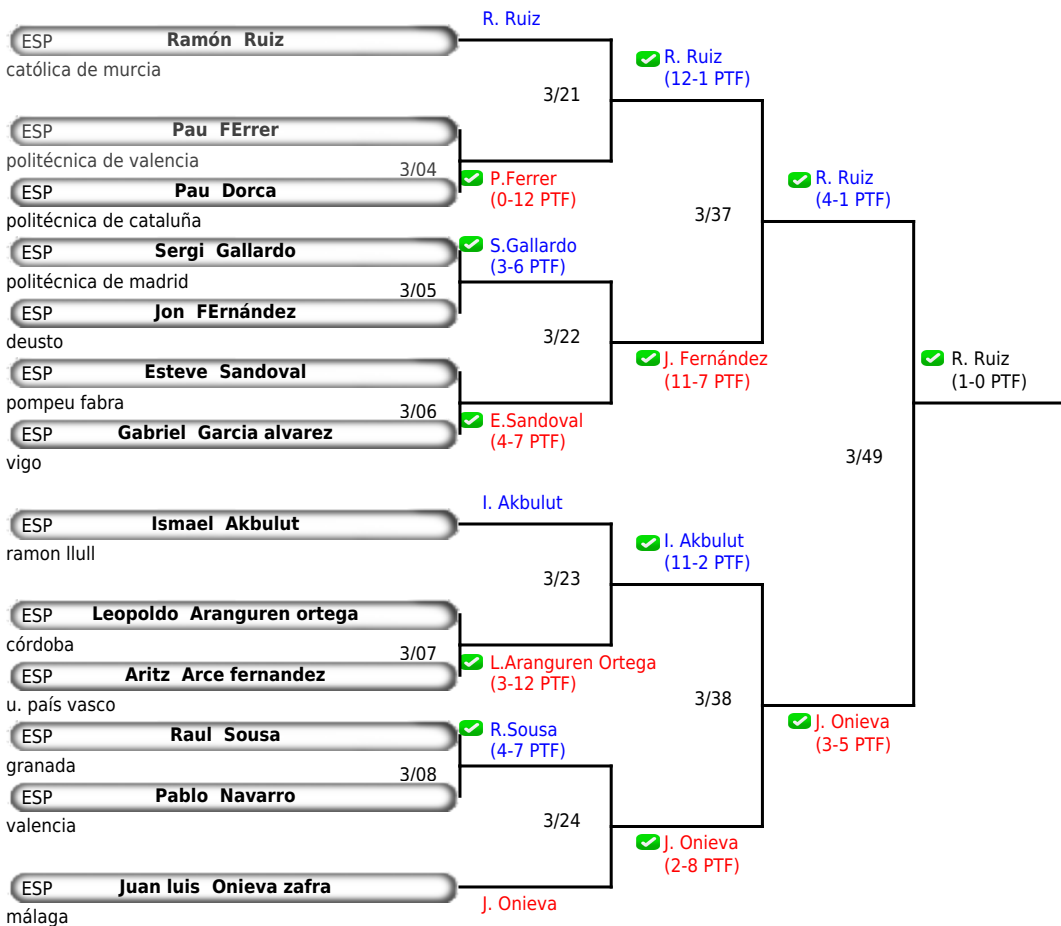 R. Ruiz
ESP Ramón Ruiz
católica de murcia
R. Ruiz
(12-1 PTF)
3/21
ESP Pau FErrer
politécnica de valencia
3/04
ESP Pau Dorca
P.Ferrer
(0-12 PTF)
politécnica de cataluña
R. Ruiz
(4-1 PTF)
3/37
ESP Sergi Gallardo
S.Gallardo
(3-6 PTF)
politécnica de madrid
3/05
ESP Jon FErnández
deusto
3/22
J. Fernández
(11-7 PTF)
ESP Esteve Sandoval
pompeu fabra
3/06
ESP Gabriel Garcia alvarez
E.Sandoval
(4-7 PTF)
vigo
R. Ruiz
(1-0 PTF)
3/49
I. Akbulut
ESP Ismael Akbulut
ramon llull
I. Akbulut
(11-2 PTF)
3/23
ESP Leopoldo Aranguren ortega
córdoba
3/07
ESP Aritz Arce fernandez
L.Aranguren Ortega
(3-12 PTF)
u. país vasco
3/38
J. Onieva
(3-5 PTF)
ESP Raul Sousa
R.Sousa
(4-7 PTF)
granada
3/08
ESP Pablo Navarro
valencia
3/24
J. Onieva
(2-8 PTF)
ESP Juan luis Onieva zafra
J. Onieva
málaga